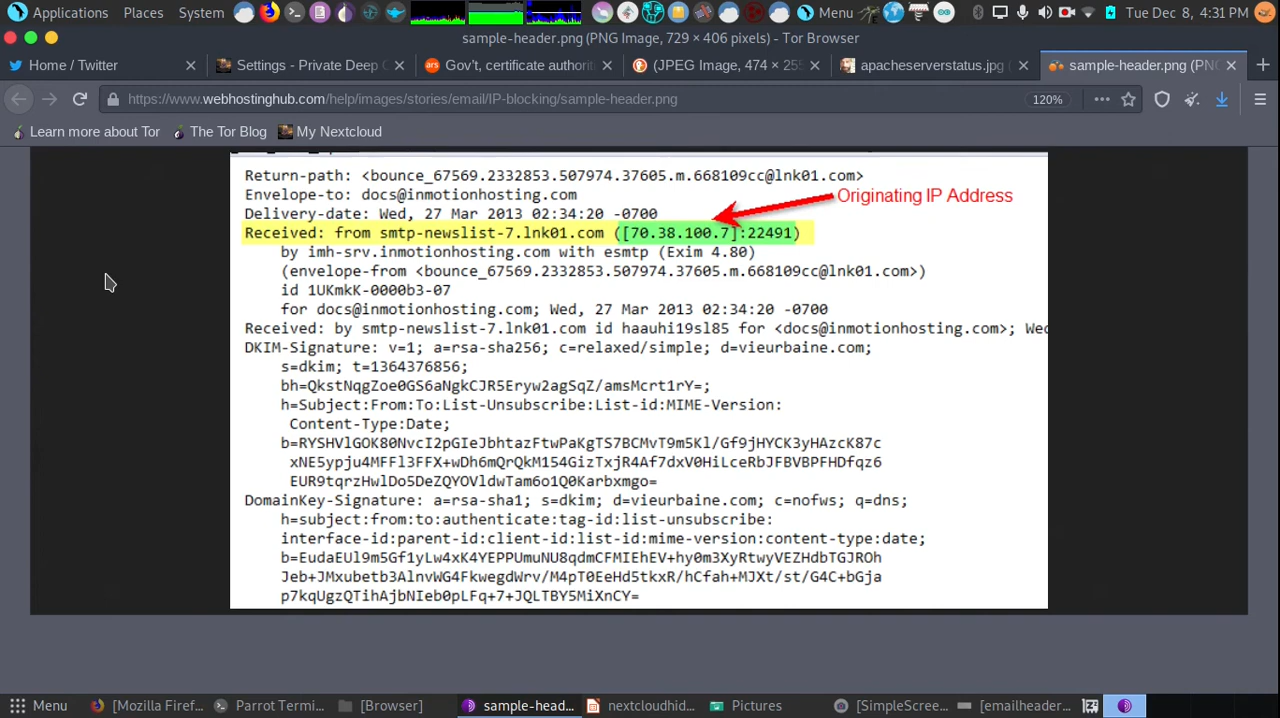 Applications Places System Menu Tue Dec 8, 4:31 PM
sample-header.png (PNG Image, 729 × 406 pixels) - Tor Browser
Home / Twitter Settings - Private Deep Gov't, certificate authori (JPEG Image, 474 × 255 apacheserverstatus.jpg ( sample-header.png (PN
https://www.webhostinghub.com/help/images/stories/email/IP-blocking/sample-header.png 120%
Learn more about Tor The Tor Blog My Nextcloud
Return-path: <bounce_67569.2332853.507974.37605.m.668109cc@lnk01.com>
Envelope-to: docs@inmotionhosting.com
Originating IP Address
Delivery-date: Wed, 27 Mar 2013 02:34:20 -0700
Received: from smtp-newslist-7.lnk01.com ([70.38.100.7]:22491)
by imh-srv.inmotionhosting.com with esmtp (Exim 4.80)
(envelope-from <bounce_67569.2332853.507974.37605.m.668109cc@lnk01.com>)
id 1UKmkK-0000b3-07
for docs@inmotionhosting.com; Wed, 27 Mar 2013 02:34:20 -0700
Received: by smtp-newslist-7.lnk01.com id haauhi19sl85 for <docs@inmotionhosting.com>; Wed
DKIM-Signature: v=1; a=rsa-sha256; c=relaxed/simple; d=vieurbaine.com;
s=dkim; t=1364376856;
bh=QkstNqgZoe0GS6aNgkCJR5Eryw2agSqZ/amsMcrt1rY=;
h=Subject:From:To:List-Unsubscribe:List-id:MIME-Version:
Content-Type:Date;
b=RYSHVlGOK80NvcI2pGIeJbhtazFtwPaKgTS7BCMvT9m5Kl/Gf9jHYCK3yHAzcK87c
xNE5ypju4MFFl3FFX+wDh6mQrQkM154GizTxjR4Af7dxV0HiLceRbJFBVBPFHDfqz6
EUR9tqrzHwlDo5DeZQYOVldwTam6o1Q0Karbxmgo=
DomainKey-Signature: a=rsa-sha1; s=dkim; d=vieurbaine.com; c=nofws; q=dns;
h=subject:from:to:authenticate:tag-id:list-unsubscribe:
interface-id:parent-id:client-id:list-id:mime-version:content-type:date;
b=EudaEUl9m5Gf1yLw4xK4YEPPUmuNU8qdmCFMIEhEV+hy0m3XyRtwyVEZHdbTGJROh
Jeb+JMxubetb3AlnvWG4FkwegdWrv/M4pT0EeHd5tkxR/hCfah+MJXt/st/G4C+bGja
p7kqUgzQTihAjbNIeb0pLFq+7+JQLTBY5MiXnCY=
Menu [Mozilla Firef... Parrot Termi... [Browser] sample-head... nextcloudhid... Pictures [SimpleScree... [emailheader...